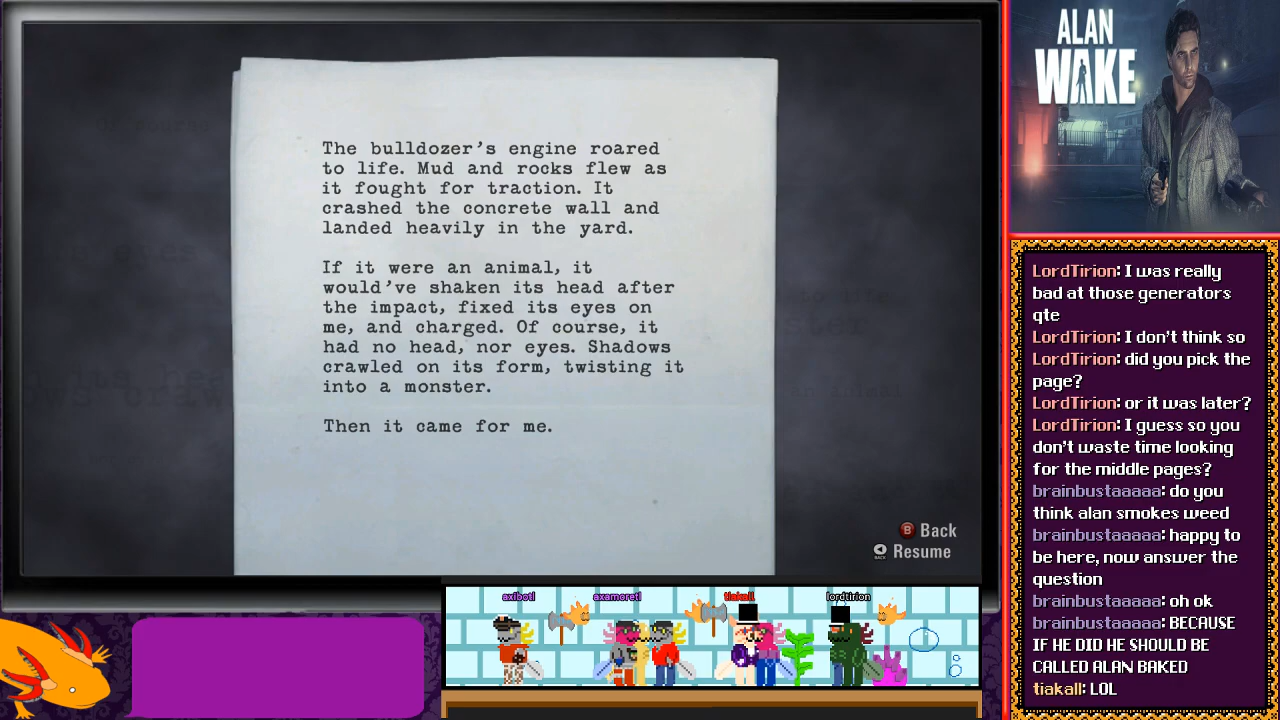 The bulldozer's engine roared
to life. Mud and rocks flew as
it fought for traction. It
crashed the concrete wall and
landed heavily in the yard.
If it were an animal, it
would've shaken its head after
the impact, fixed its eyes on
me, and charged. Of course, it
had no head, nor eyes. Shadows
crawled on its form, twisting it
into a monster.
Then it came for me.
B Back
BACK Resume
ALAN
WAKE
LordTirion: I was really
bad at those generators
qte
LordTirion: I don't think so
LordTirion: did you pick the
page?
LordTirion: or it was later?
LordTirion: I guess so you
don't waste time looking
for the middle pages?
brainbustaaaaa: do you
think alan smokes weed
brainbustaaaaa: happy to
be here, now answer the
question
brainbustaaaaa: oh ok
brainbustaaaaa: BECAUSE
IF HE DID HE SHOULD BE
CALLED ALAN BAKED
tiakall: LOL
axibotl
axamoretl
tiakall
lordtirion